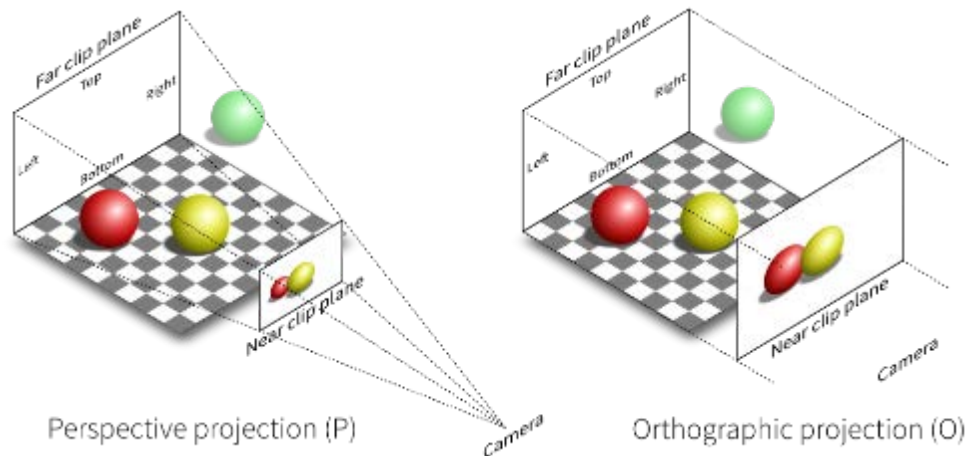 Far clip plane
Top
Right
Left
Bottom
Near clip plane
Camera
Perspective projection (P)
Far clip plane
Top
Right
Left
Bottom
Near clip plane
Camera
Orthographic projection (O)